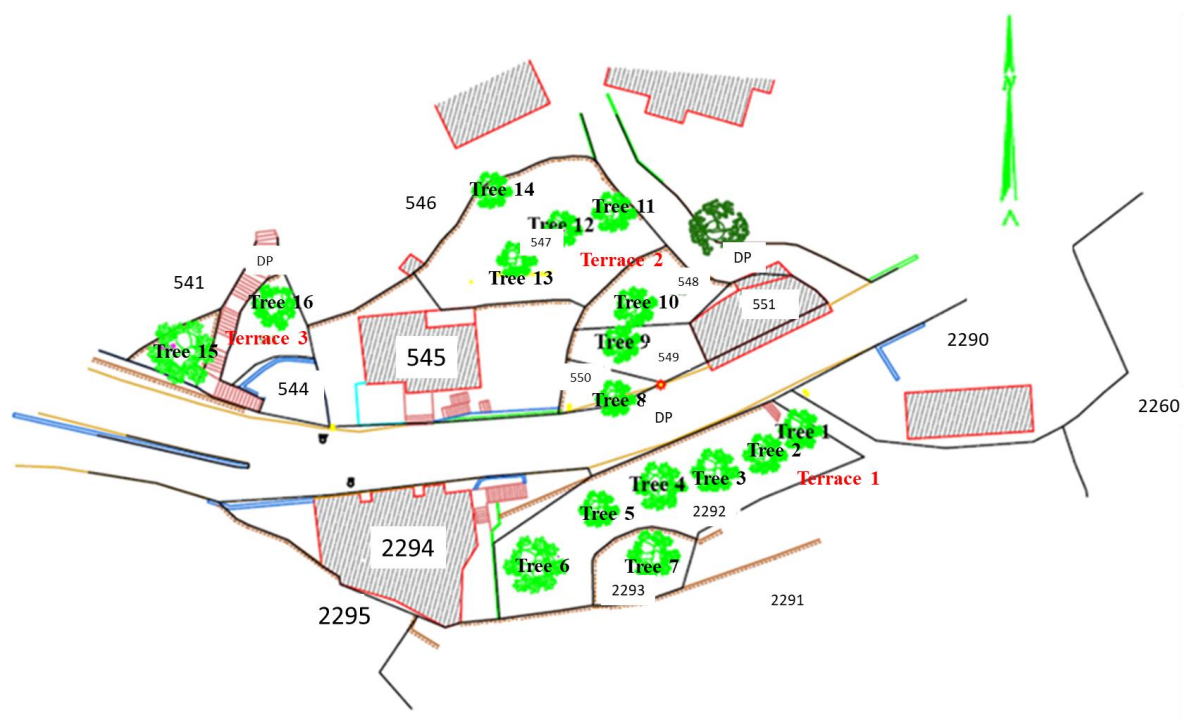 N
Tree 14
546
Tree 11
Tree 12
547
Tree 13
Terrace 2
DP
DP
541
548
Tree 16
Tree 10
551
Terrace 3
Tree 15
545
Tree 9
549
2290
544
550
Tree 8
DP
2260
Tree 1
Tree 2
Tree 3
Terrace 1
Tree 4
Tree 5
2292
2294
Tree 6
Tree 7
2293
2295
2291